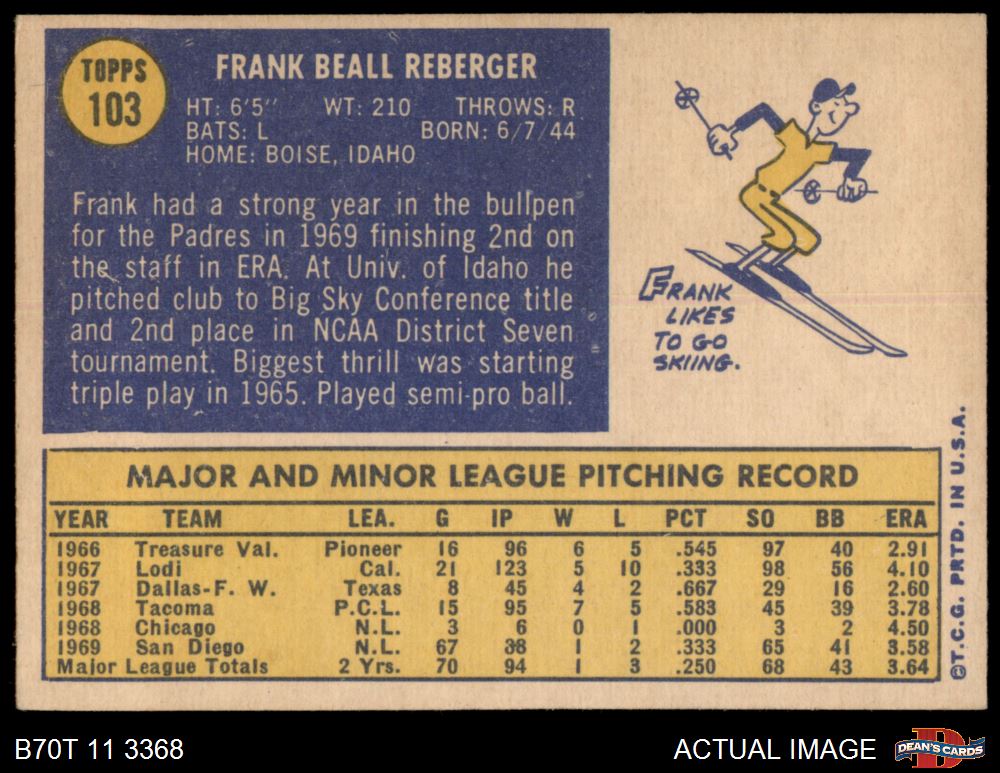 TOPPS
103
FRANK BEALL REBERGER
HT: 6'5" WT: 210 THROWS: R
BATS: L BORN: 6/7/44
HOME: BOISE, IDAHO
Frank had a strong year in the bullpen
for the Padres in 1969 finishing 2nd on
the staff in ERA. At Univ. of Idaho he
pitched club to Big Sky Conference title
and 2nd place in NCAA District Seven
tournament. Biggest thrill was starting
triple play in 1965. Played semi-pro ball.
FRANK
LIKES
TO GO
SKIING.
MAJOR AND MINOR LEAGUE PITCHING RECORD
YEAR TEAM LEA. G IP W L PCT SO BB ERA
1966 Treasure Val. Pioneer 16 96 6 5 .545 97 40 2.91
1967 Lodi Cal. 21 123 5 10 .333 98 56 4.10
1967 Dallas-F. W. Texas 8 45 4 2 .667 29 16 2.60
1968 Tacoma P.C.L. 15 95 7 5 .583 45 39 3.78
1968 Chicago N.L. 3 6 0 1 .000 3 2 4.50
1969 San Diego N.L. 67 38 1 2 .333 65 41 3.58
Major League Totals 2 Yrs. 70 94 1 3 .250 68 43 3.64
©T.C.G. PRTD. IN U.S.A.
B70T 11 3368
ACTUAL IMAGE
D
DEAN'S CARDS